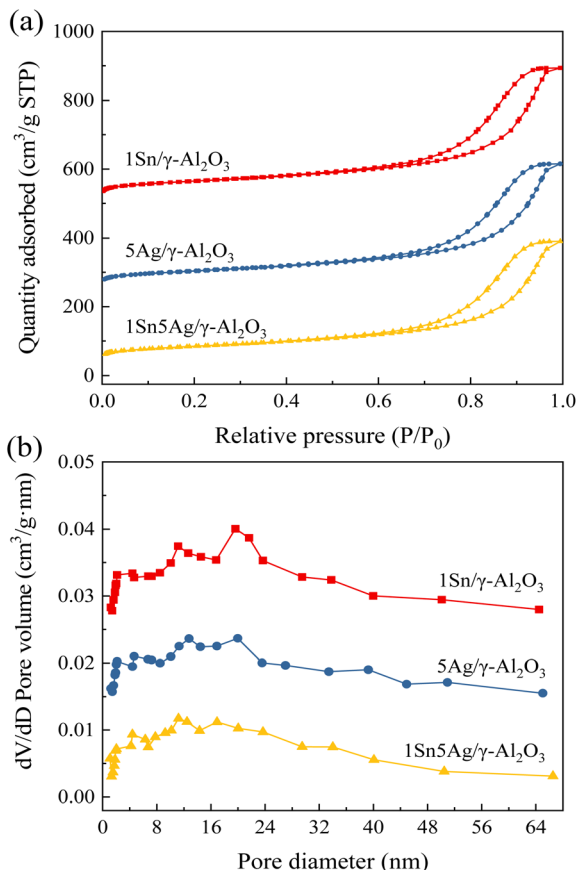 (a)
1000
800
600
400
200
0
Quantity adsorbed (cm³/g STP)
1Sn/γ-Al₂O₃
5Ag/γ-Al₂O₃
1Sn5Ag/γ-Al₂O₃
0.0 0.2 0.4 0.6 0.8 1.0
Relative pressure (P/P₀)
(b)
0.05
0.04
0.03
0.02
0.01
0.00
dV/dD Pore volume (cm³/g·nm)
1Sn/γ-Al₂O₃
5Ag/γ-Al₂O₃
1Sn5Ag/γ-Al₂O₃
0 8 16 24 32 40 48 56 64
Pore diameter (nm)